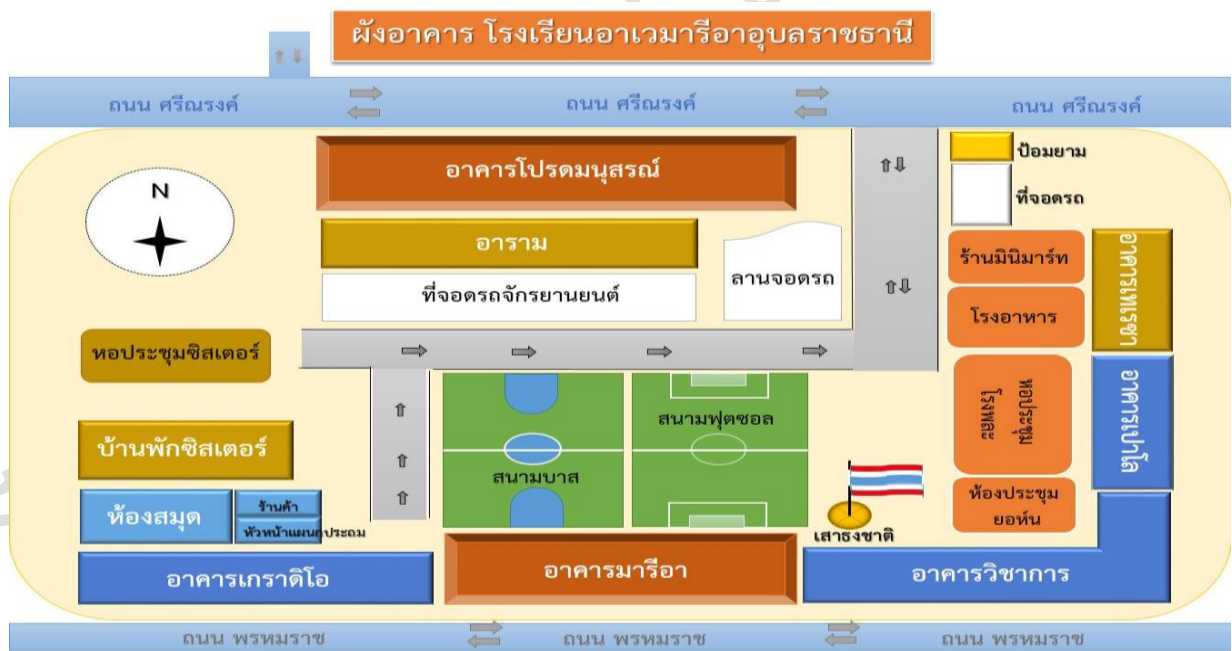 ผังอาคาร โรงเรียนอาเวมารีอาอุบลราชธานี
ถนน ศรีณรงค์
ถนน ศรีณรงค์
ถนน ศรีณรงค์
อาคารโปรดมนุสรณ์
ป้อมยาม
N
ที่จอดรถ
อาราม
ร้านมินิมาร์ท
อาคารเทเรซา
ลานจอดรถ
ที่จอดรถจักรยานยนต์
โรงอาหาร
หอประชุมซิสเตอร์
หอประชุม
โรงพละ
อาคารเปาโล
สนามฟุตซอล
บ้านพักซิสเตอร์
สนามบาส
ห้องประชุม
ยอห์น
ห้องสมุด
ร้านค้า
หัวหน้าแผนกประถม
เสาธงชาติ
อาคารเกราดิโอ
อาคารมารีอา
อาคารวิชาการ
ถนน พรหมราช
ถนน พรหมราช
ถนน พรหมราช